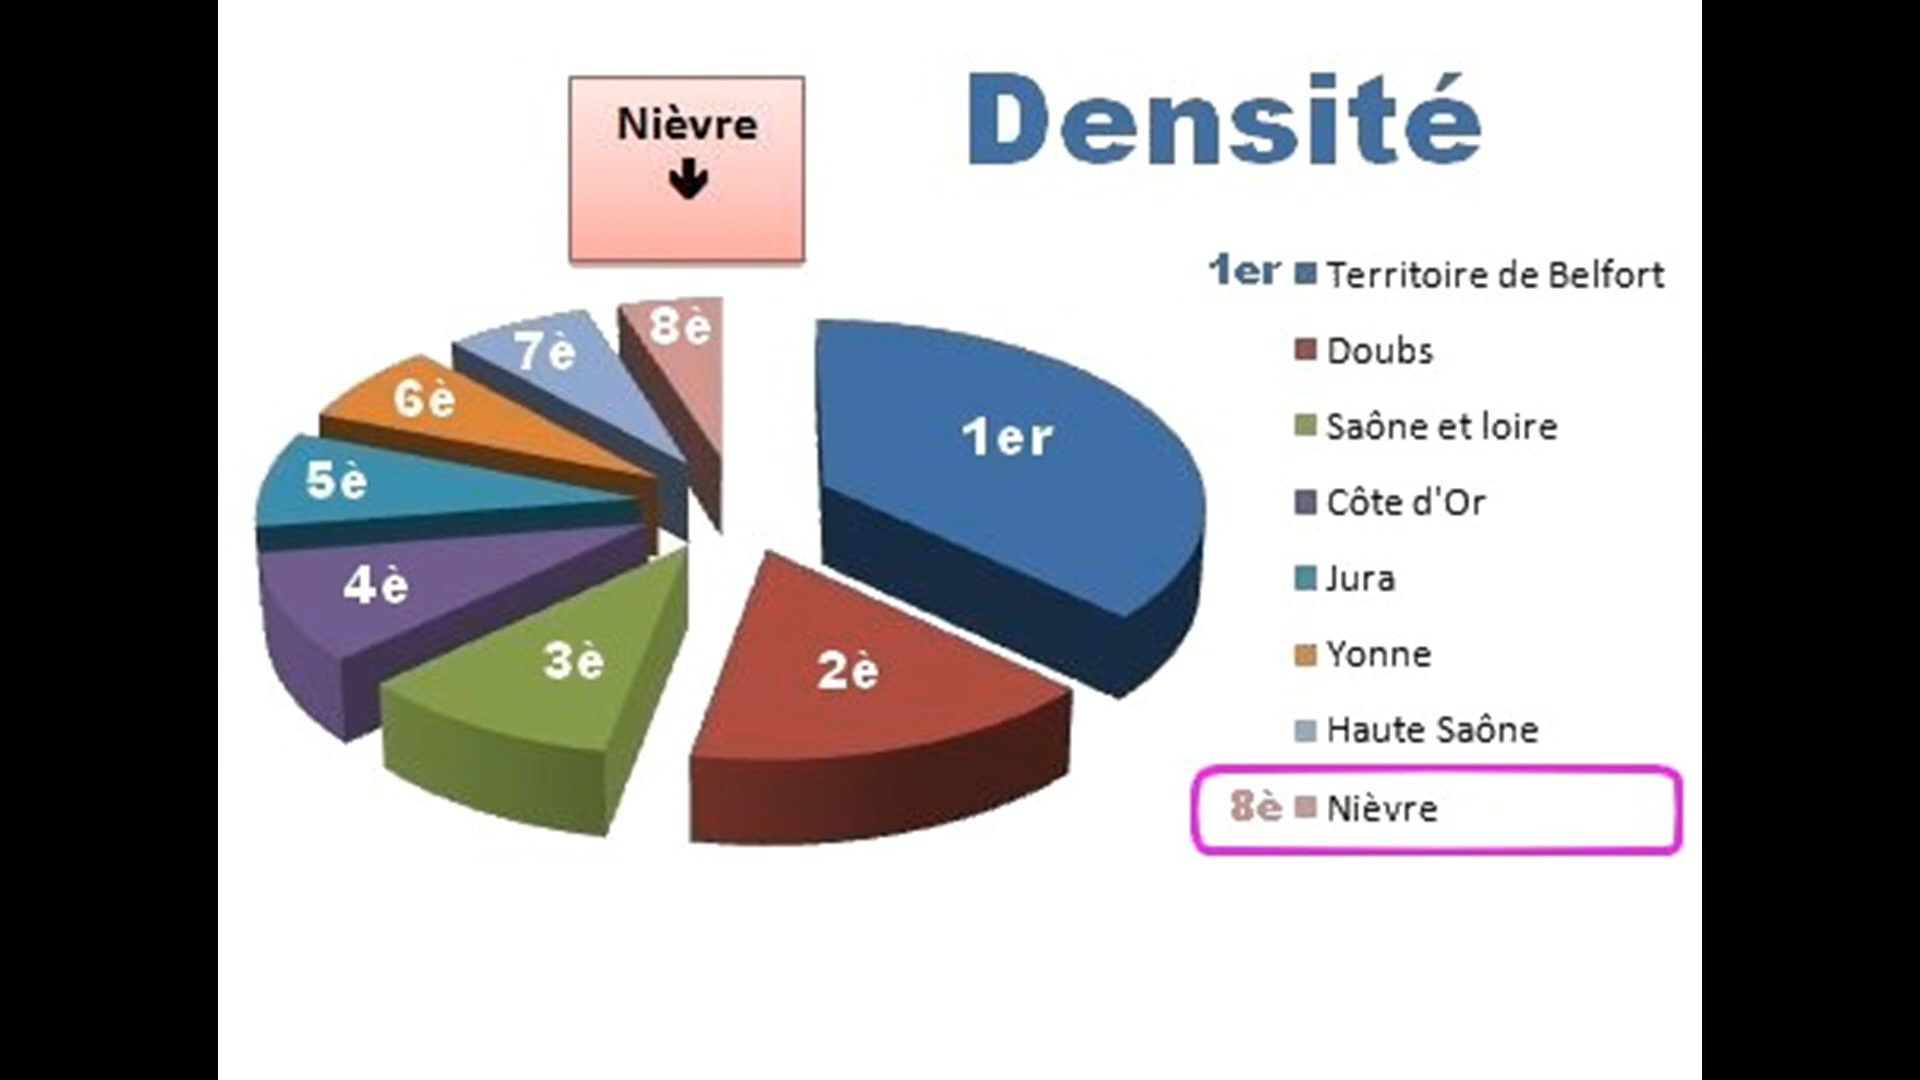 Densité
Nièvre
1er
2è
3è
4è
5è
6è
7è
8è
1er Territoire de Belfort
Doubs
Saône et loire
Côte d'Or
Jura
Yonne
Haute Saône
8è Nièvre